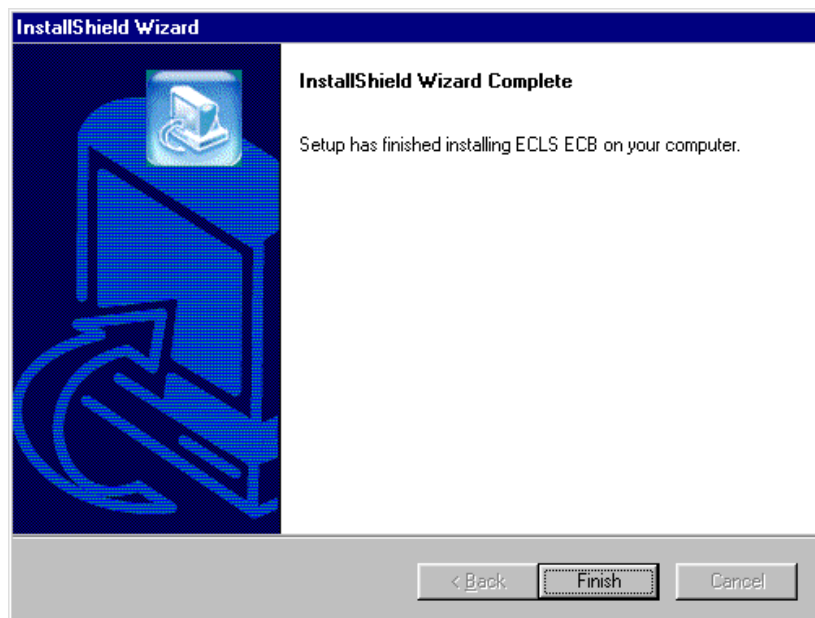 InstallShield Wizard
InstallShield Wizard Complete
Setup has finished installing ECLS ECB on your computer.
< Back Finish Cancel